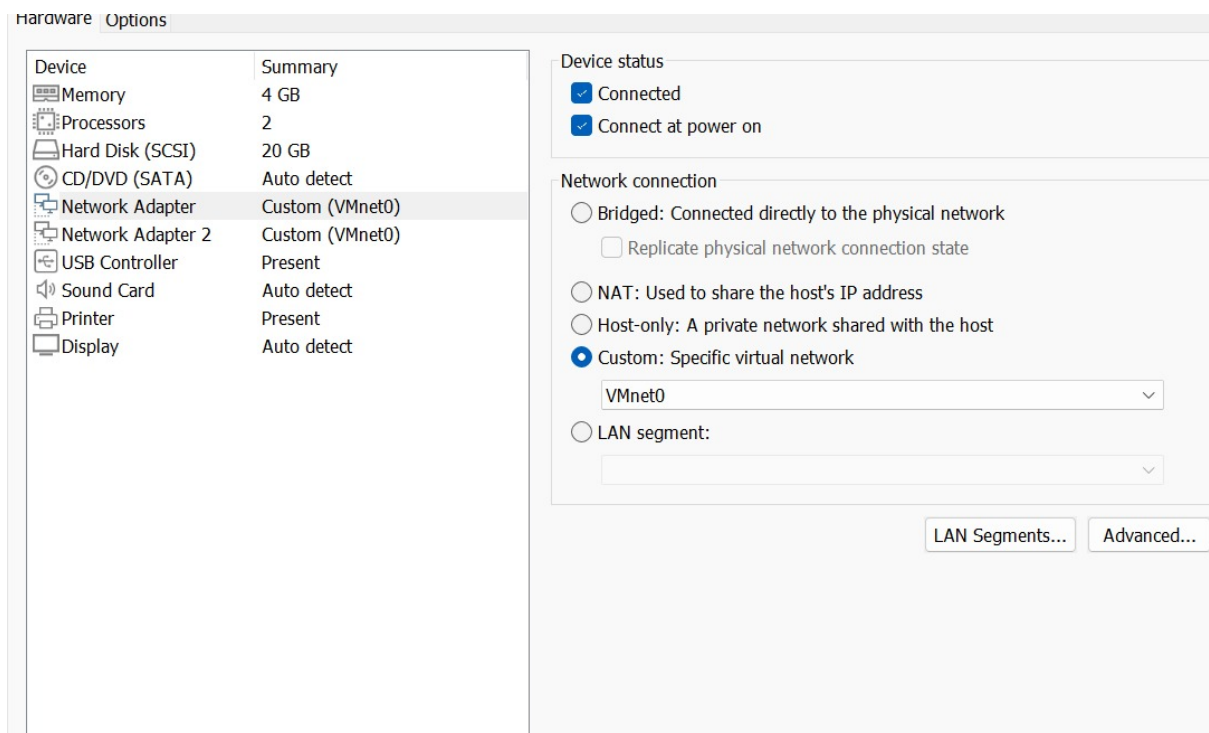 Hardware Options
Device Summary
Memory 4 GB
Processors 2
Hard Disk (SCSI) 20 GB
CD/DVD (SATA) Auto detect
Network Adapter Custom (VMnet0)
Network Adapter 2 Custom (VMnet0)
USB Controller Present
Sound Card Auto detect
Printer Present
Display Auto detect
Device status
Connected
Connect at power on
Network connection
Bridged: Connected directly to the physical network
Replicate physical network connection state
NAT: Used to share the host's IP address
Host-only: A private network shared with the host
Custom: Specific virtual network
VMnet0
LAN segment:
LAN Segments... Advanced...